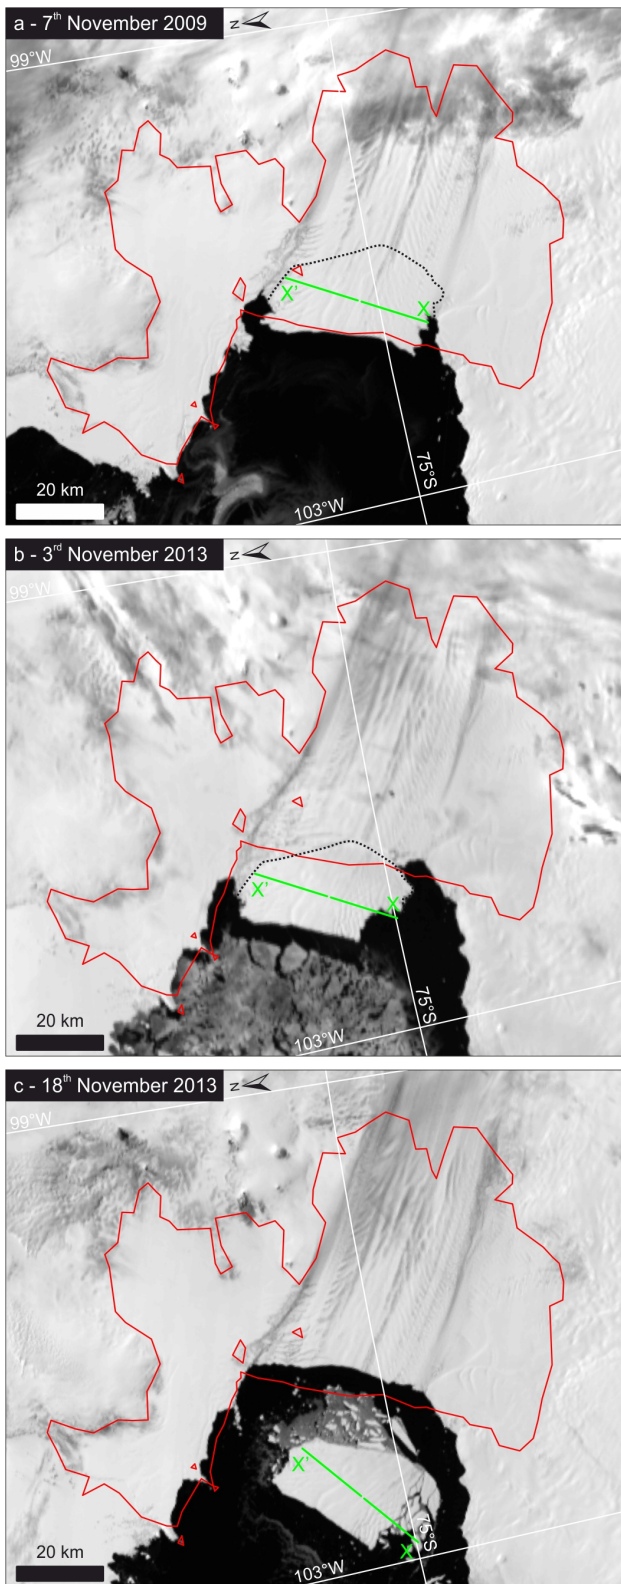 a - 7th November 2009
N
99°W
X'
X
75°S
20 km
103°W
b - 3rd November 2013
N
99°W
X'
X
75°S
20 km
103°W
c - 18th November 2013
N
99°W
X'
75°S
X
20 km
103°W